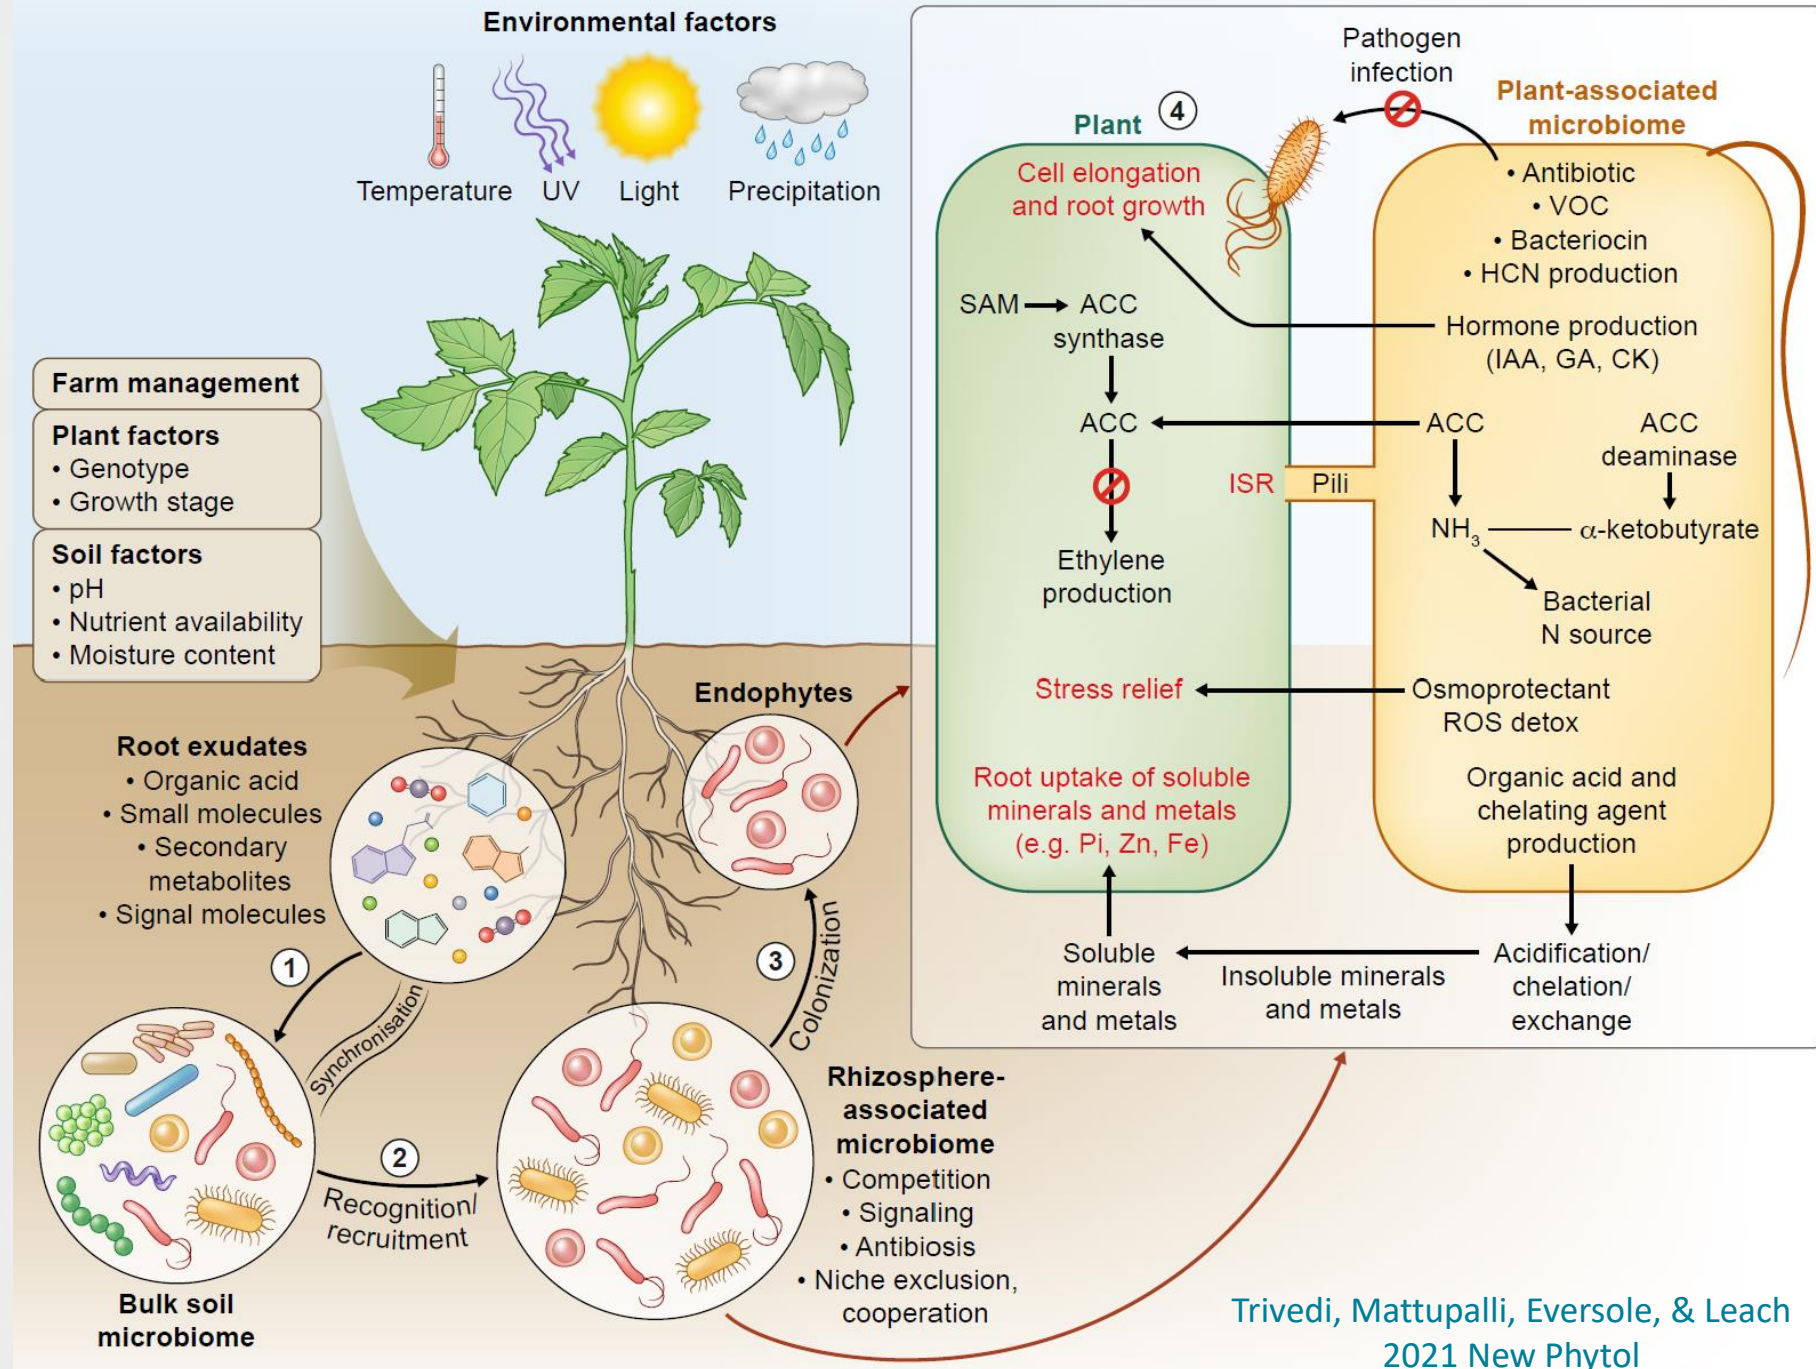 Environmental factors
Temperature
UV
Light
Precipitation
Farm management
Plant factors
• Genotype
• Growth stage
Soil factors
• pH
• Nutrient availability
• Moisture content
Root exudates
• Organic acid
• Small molecules
• Secondary
metabolites
• Signal molecules
1
Synchronisation
Bulk soil
microbiome
2
Recognition/
recruitment
Rhizosphere-
associated
microbiome
• Competition
• Signaling
• Antibiosis
• Niche exclusion,
cooperation
3
Colonization
Endophytes
4
Plant
Cell elongation
and root growth
SAM
ACC
synthase
ACC
Ethylene
production
Stress relief
Root uptake of soluble
minerals and metals
(e.g. Pi, Zn, Fe)
Soluble
minerals
and metals
Insoluble minerals
and metals
Pathogen
infection
ISR
Pili
Plant-associated
microbiome
• Antibiotic
• VOC
• Bacteriocin
• HCN production
Hormone production
(IAA, GA, CK)
ACC
ACC
deaminase
NH₃
α-ketobutyrate
Bacterial
N source
Osmoprotectant
ROS detox
Organic acid and
chelating agent
production
Acidification/
chelation/
exchange
Trivedi, Mattupalli, Eversole, & Leach
2021 New Phytol